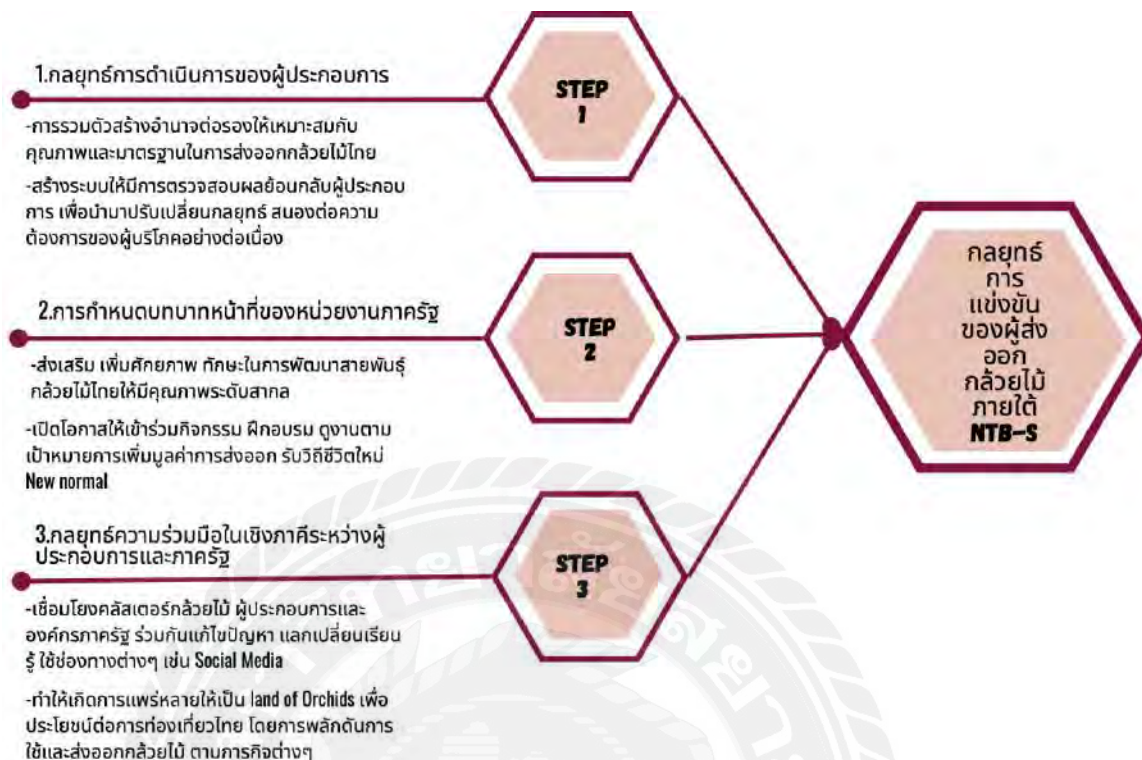 1.กลยุทธ์การดำเนินการของผู้ประกอบการ
-การรวมตัวสร้างอำนาจต่อรองให้เหมาะสมกับ
คุณภาพและมาตรฐานในการส่งออกกล้วยไม้ไทย
-สร้างระบบให้มีการตรวจสอบผลย้อนกลับผู้ประกอบ
การ เพื่อนำมาปรับเปลี่ยนกลยุทธ์ สนองต่อความ
ต้องการของผู้บริโภคอย่างต่อเนื่อง
STEP
1
2.การกำหนดบทบาทหน้าที่ของหน่วยงานภาครัฐ
-ส่งเสริม เพิ่มศักยภาพ ทักษะในการพัฒนาสายพันธุ์
กล้วยไม้ไทยให้มีคุณภาพระดับสากล
-เปิดโอกาสให้เข้าร่วมกิจกรรม ฝึกอบรม ดูงานตาม
เป้าหมายการเพิ่มมูลค่าการส่งออก รับวิถีชีวิตใหม่
New normal
STEP
2
3.กลยุทธ์ความร่วมมือในเชิงภาคีระหว่างผู้
ประกอบการและภาครัฐ
-เชื่อมโยงคลัสเตอร์กล้วยไม้ ผู้ประกอบการและ
องค์กรภาครัฐ ร่วมกันแก้ไขปัญหา แลกเปลี่ยนเรียน
รู้ ใช้ช่องทางต่างๆ เช่น Social Media
-ทำให้เกิดการแพร่หลายให้เป็น land of Orchids เพื่อ
ประโยชน์ต่อการท่องเที่ยวไทย โดยการพลักดันการ
ใช้และส่งออกกล้วยไม้ ตามภารกิจต่างๆ
STEP
3
กลยุทธ์
การ
แข่งขัน
ของผู้ส่ง
ออก
กล้วยไม้
ภายใต้
NTB-S